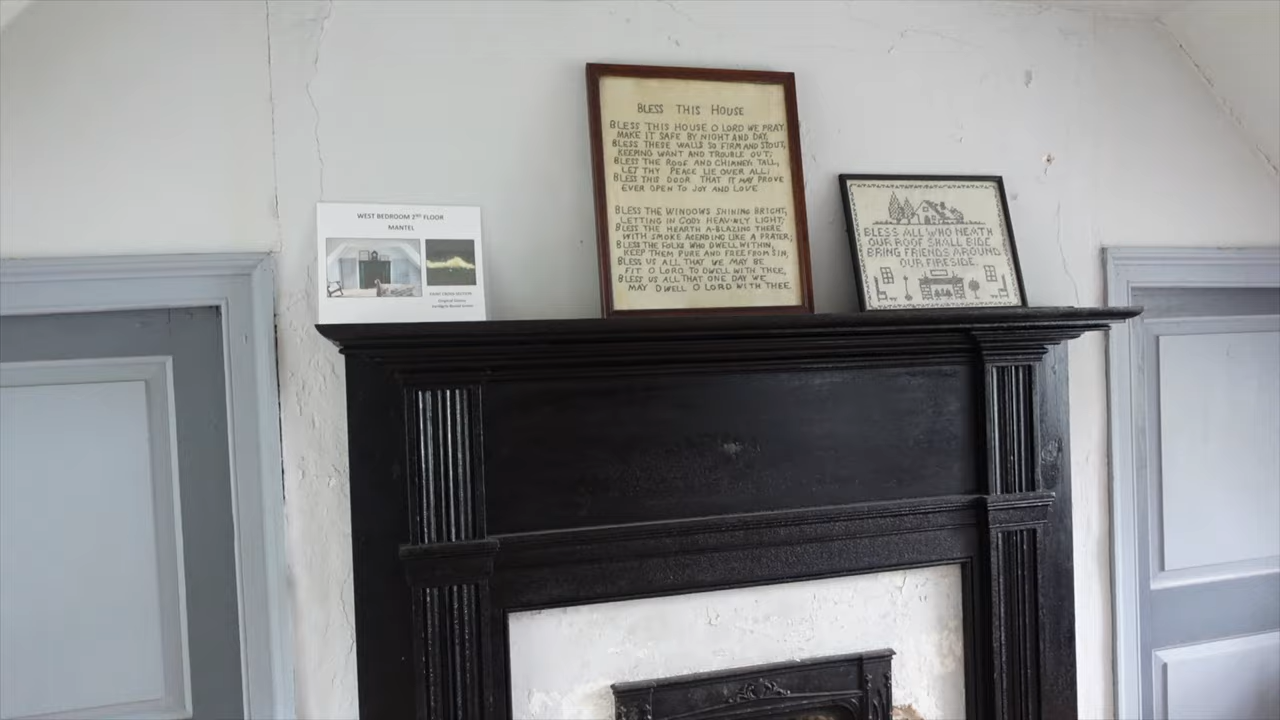 WEST BEDROOM 2ND FLOOR
MANTEL
BLESS THIS HOUSE
BLESS THIS HOUSE O LORD WE PRAY,
MAKE IT SAFE BY NIGHT AND DAY,
BLESS THESE WALLS SO FIRM AND STOUT,
KEEPING WANT AND TROUBLE OUT;
BLESS THE ROOF AND CHIMNEY TALL,
LET THY PEACE LIE OVER ALL;
BLESS THIS DOOR THAT IT MAY PROVE
EVER OPEN TO JOY AND LOVE
BLESS THE WINDOWS SHINING BRIGHT,
LETTING IN GODS HEAVENLY LIGHT;
BLESS THE HEARTH A-BLAZING THERE
WITH SMOKE ASCENDING LIKE A PRAYER;
BLESS THE FOLKS WHO DWELL WITHIN,
KEEP THEM PURE AND FREE FROM SIN;
BLESS US ALL THAT WE MAY BE
FIT O LORD TO DWELL WITH THEE,
BLESS US ALL THAT ONE DAY WE
MAY DWELL O LORD WITH THEE
BLESS ALL WHO NEATH
OUR ROOF SHALL BIDE
BRING FRIENDS AROUND
OUR FIRESIDE.